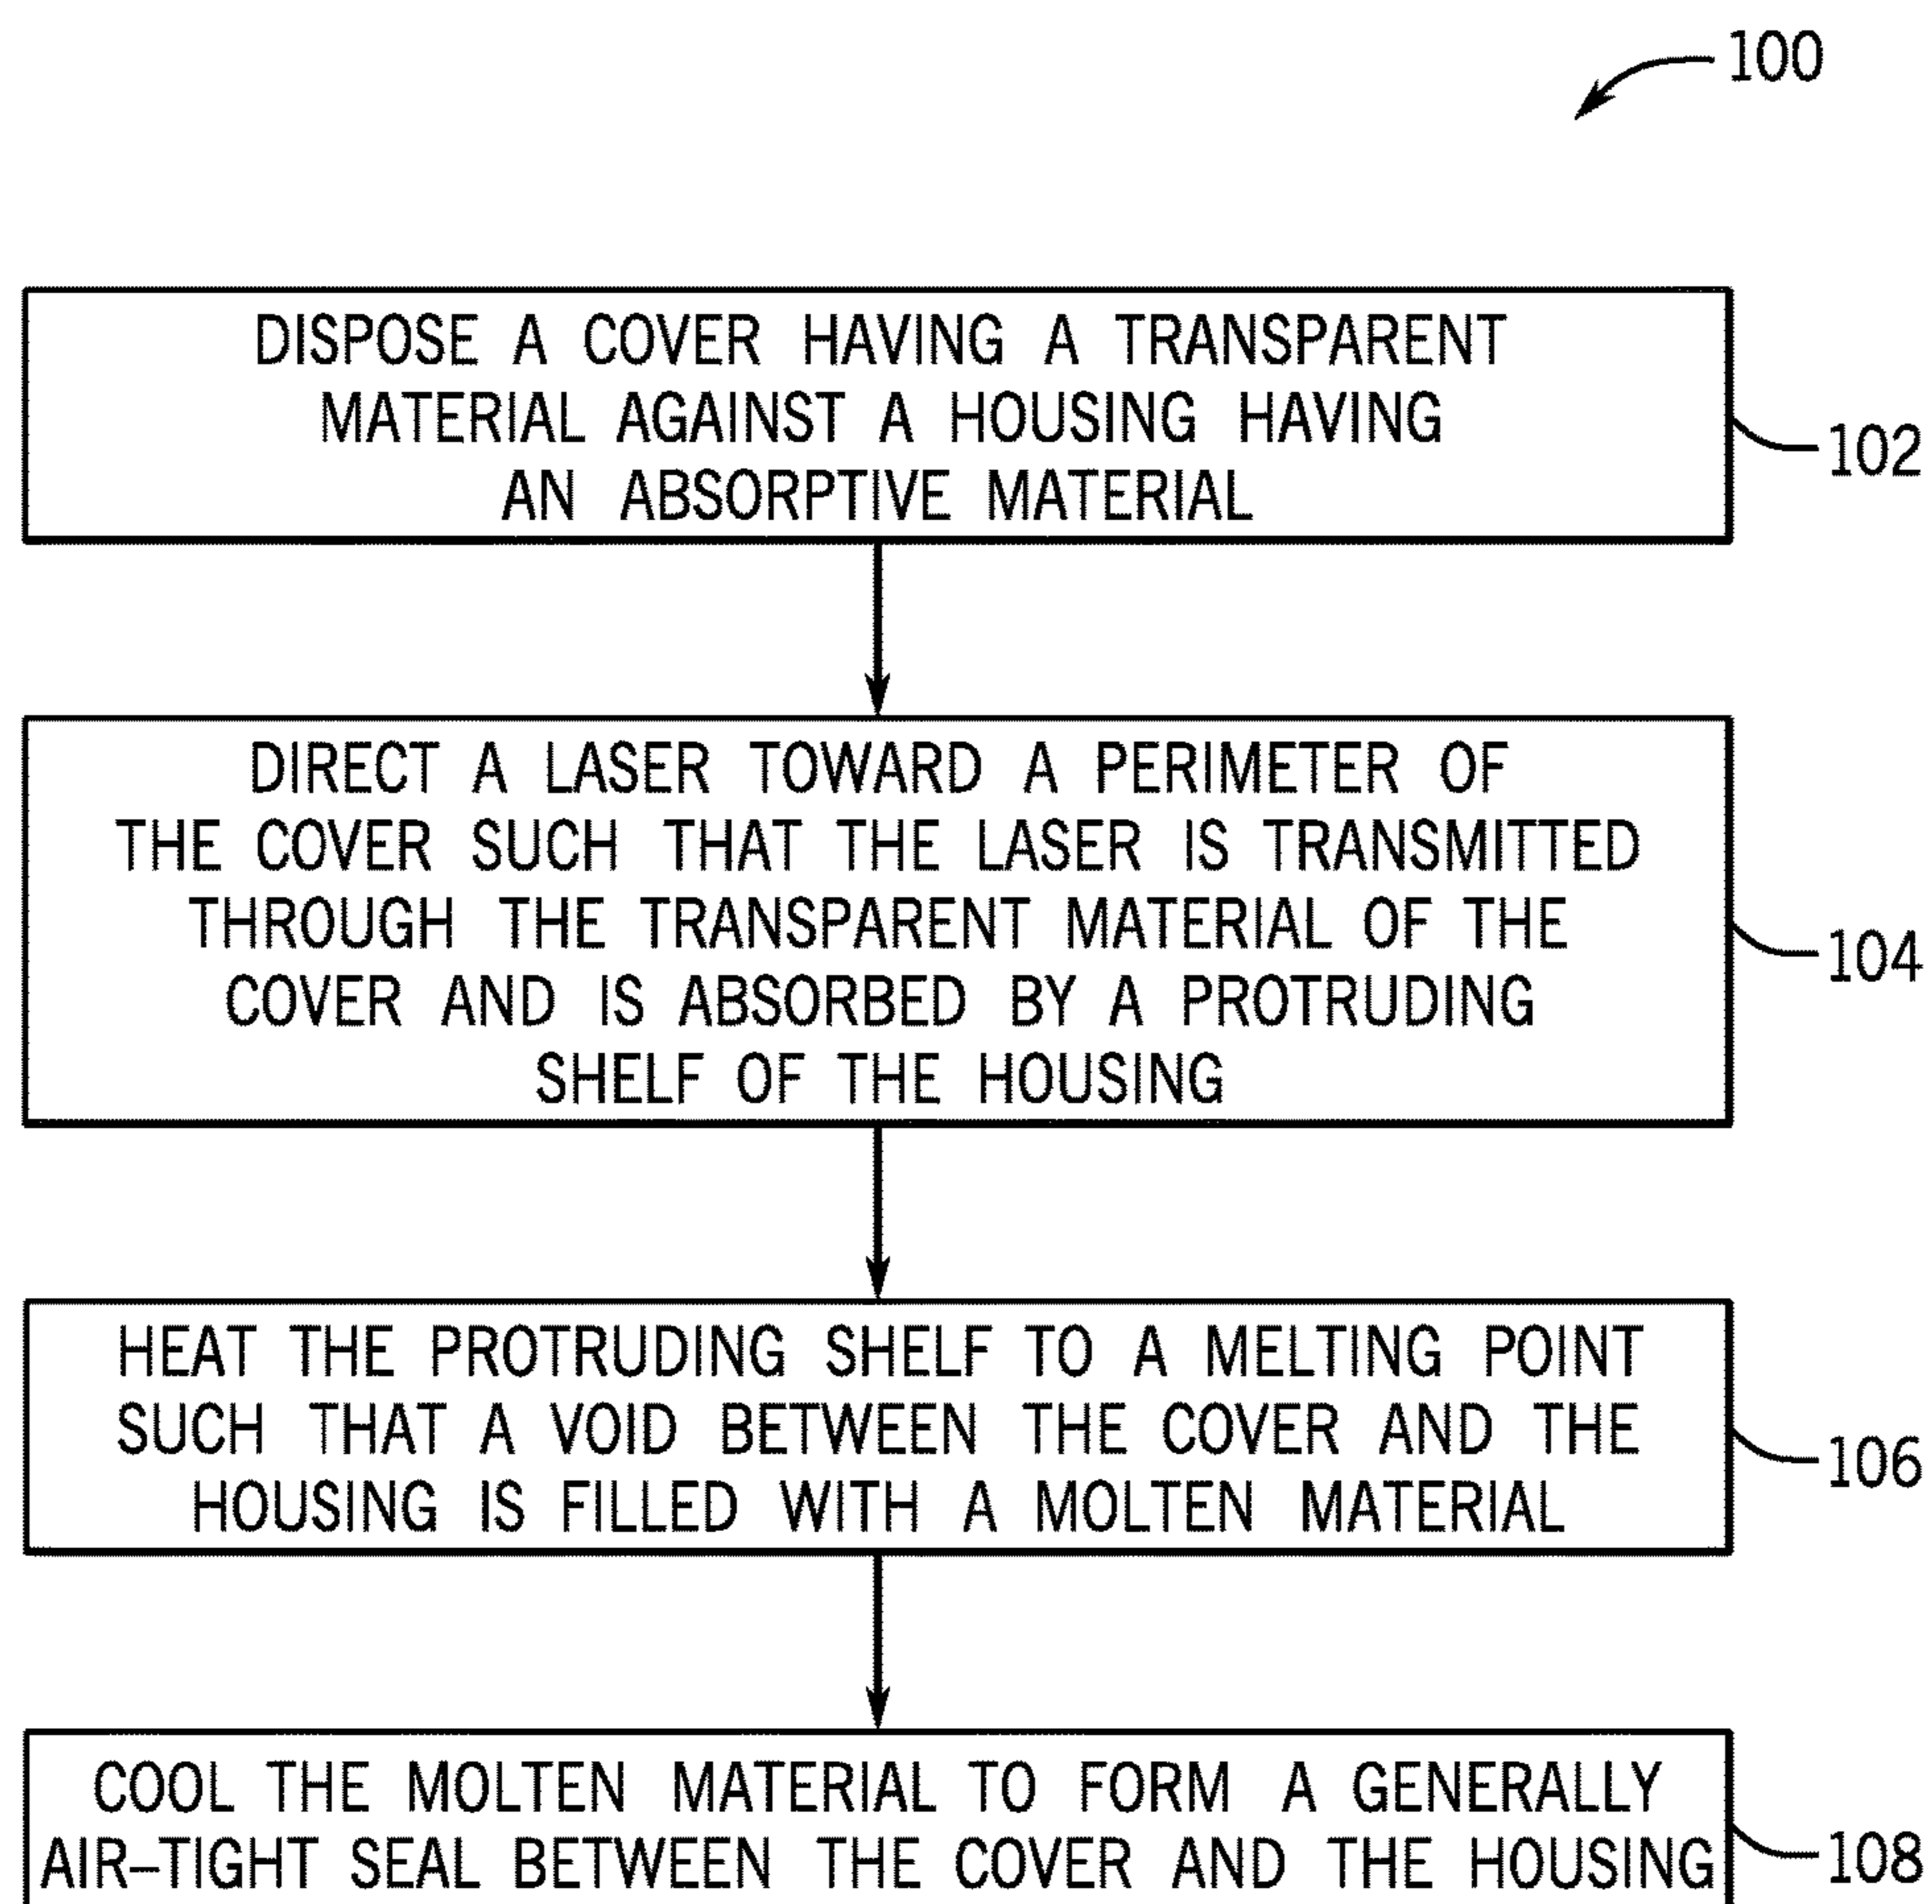 100
DISPOSE A COVER HAVING A TRANSPARENT
MATERIAL AGAINST A HOUSING HAVING
AN ABSORPTIVE MATERIAL
102
DIRECT A LASER TOWARD A PERIMETER OF
THE COVER SUCH THAT THE LASER IS TRANSMITTED
THROUGH THE TRANSPARENT MATERIAL OF THE
COVER AND IS ABSORBED BY A PROTRUDING
SHELF OF THE HOUSING
104
HEAT THE PROTRUDING SHELF TO A MELTING POINT
SUCH THAT A VOID BETWEEN THE COVER AND THE
HOUSING IS FILLED WITH A MOLTEN MATERIAL
106
COOL THE MOLTEN MATERIAL TO FORM A GENERALLY
AIR–TIGHT SEAL BETWEEN THE COVER AND THE HOUSING
108